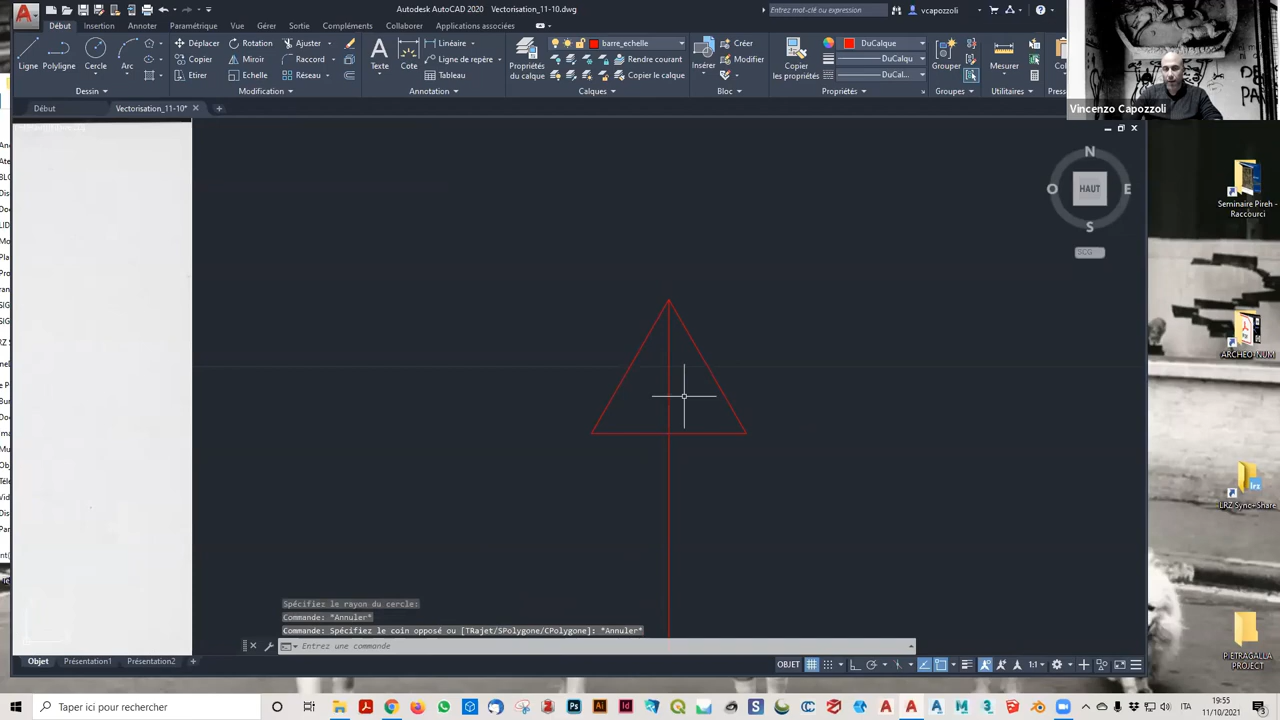 Autodesk AutoCAD 2020 Vectorisation_11-10.dwg
Entrez mot-clé ou expression
vcapozzoli
Début Insertion Annoter Paramétrique Vue Gérer Sortie Compléments Collaborer Applications associées
Ligne Polyligne Cercle Arc
Déplacer Rotation Ajuster
Copier Miroir Raccord
Etirer Echelle Réseau
Texte Cote
Linéaire
Ligne de repère
Tableau
Propriétés du calque
barre_echelle
Rendre courant
Copier le calque
Insérer
Créer
Modifier
Copier les propriétés
DuCalque
DuCalqu
DuCal...
Groupe
Mesurer
Dessin Modification Annotation Calques Bloc Propriétés Groupes Utilitaires
Vincenzo Capozzoli
Début Vectorisation_11-10*
N
O HAUT E
S
SCG
Seminaire Pireh - Raccourci
ARCHEO-NUM
LRZ Sync+Share
P.IETRAGALLA PROJECT
Spécifiez le rayon du cercle:
Commande: *Annuler*
Commande: Spécifiez le coin opposé ou [TRajet/SPolygone/CPolygone]: *Annuler*
Entrez une commande
Objet Présentation1 Présentation2
OBJET
1:1
Taper ici pour rechercher
19:55
11/10/2021